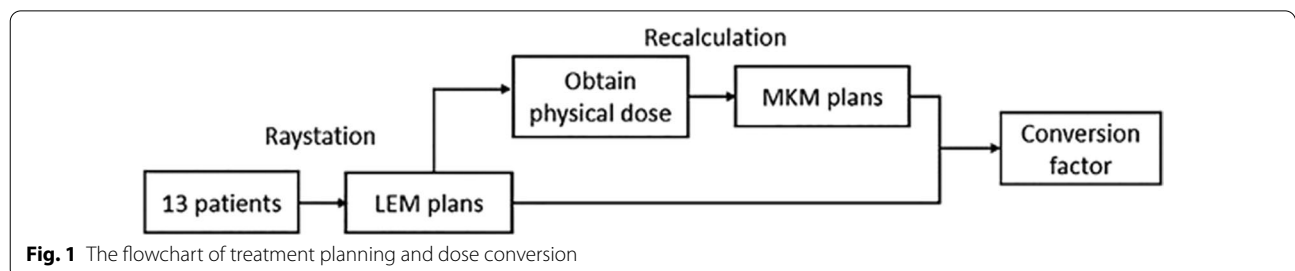 Recalculation
Obtain
physical dose
MKM plans
Raystation
Conversion
factor
13 patients
LEM plans
Fig. 1 The flowchart of treatment planning and dose conversion